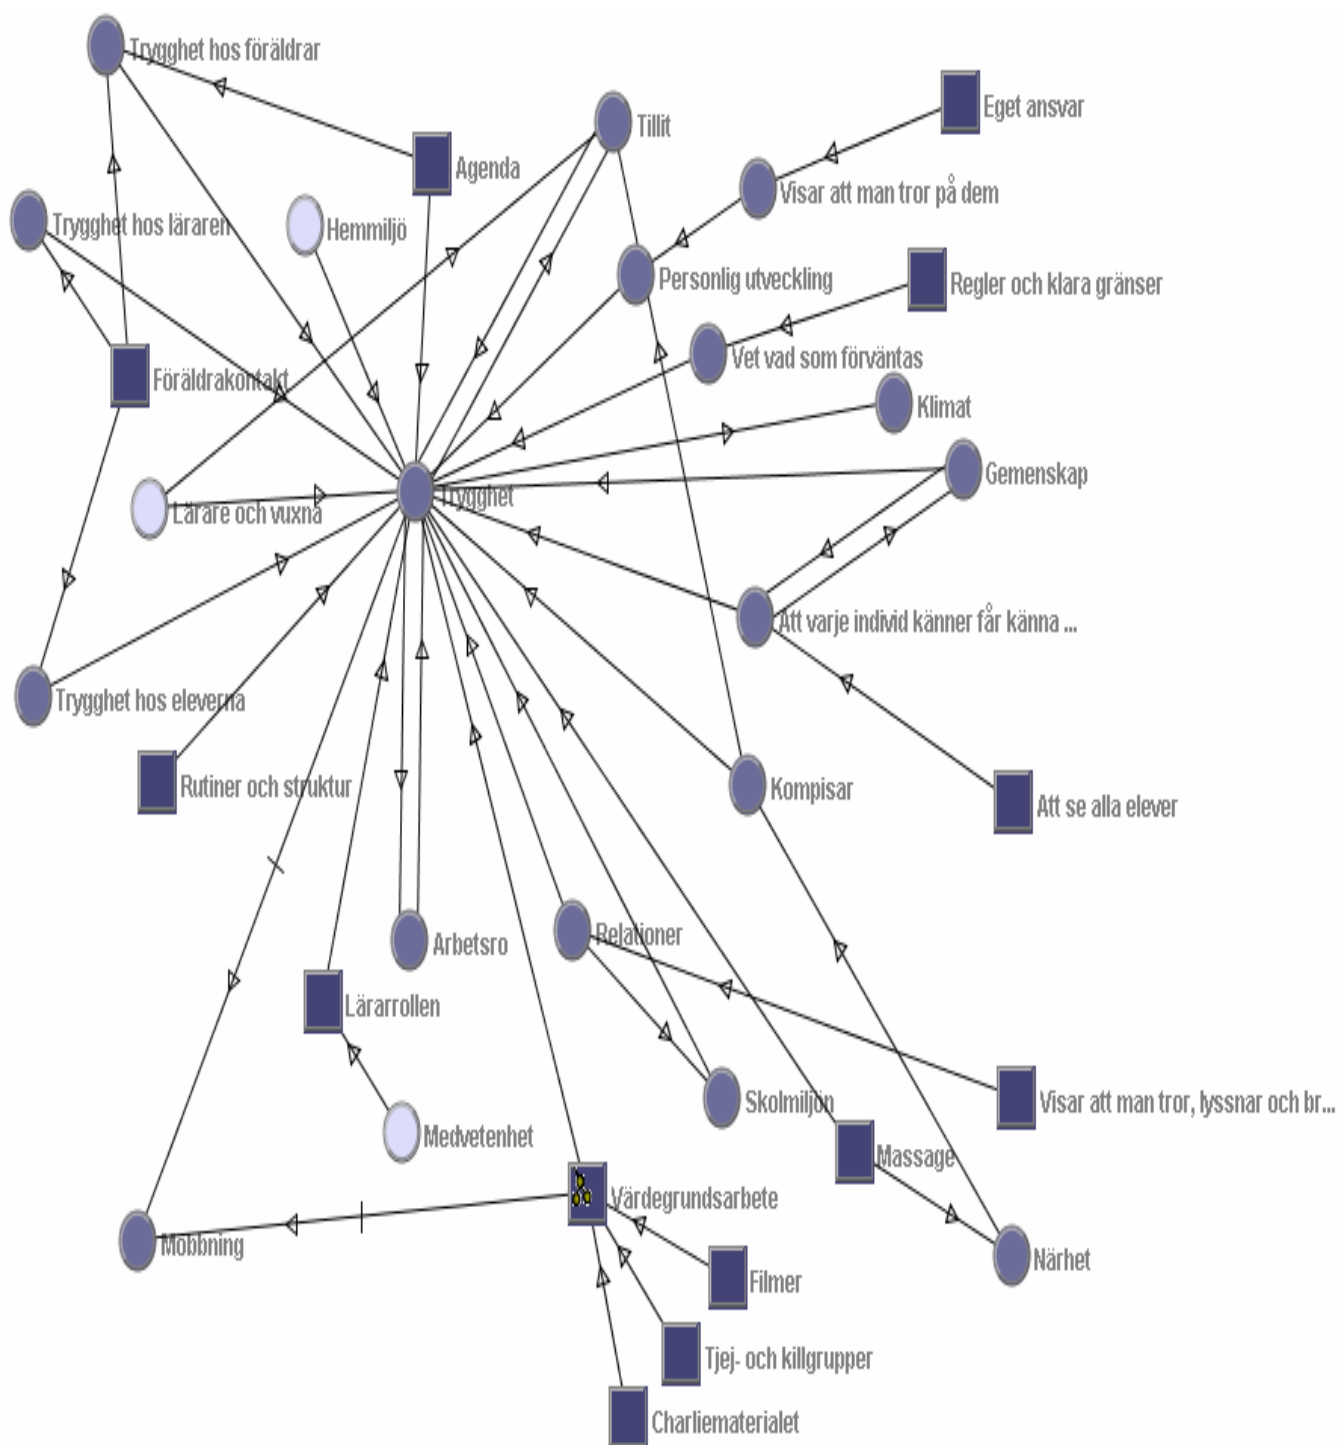 Trygghet hos föräldrar
Tillit
Eget ansvar
Agenda
Visar att man tror på dem
Trygghet hos läraren
Hemmiljö
Personlig utveckling
Regler och klara gränser
Vet vad som förväntas
Föräldrakontakt
Klimat
Gemenskap
Trygghet
Lärare och vuxna
Att varje individ känner får känna ...
Trygghet hos eleverna
Rutiner och struktur
Kompisar
Att se alla elever
Arbetsro
Relationer
Lärarrollen
Skolmiljön
Visar att man tror, lyssnar och br...
Medvetenhet
Massage
Värdegrundsarbete
Mobbning
Närhet
Filmer
Tjej- och killgrupper
Charliematerialet